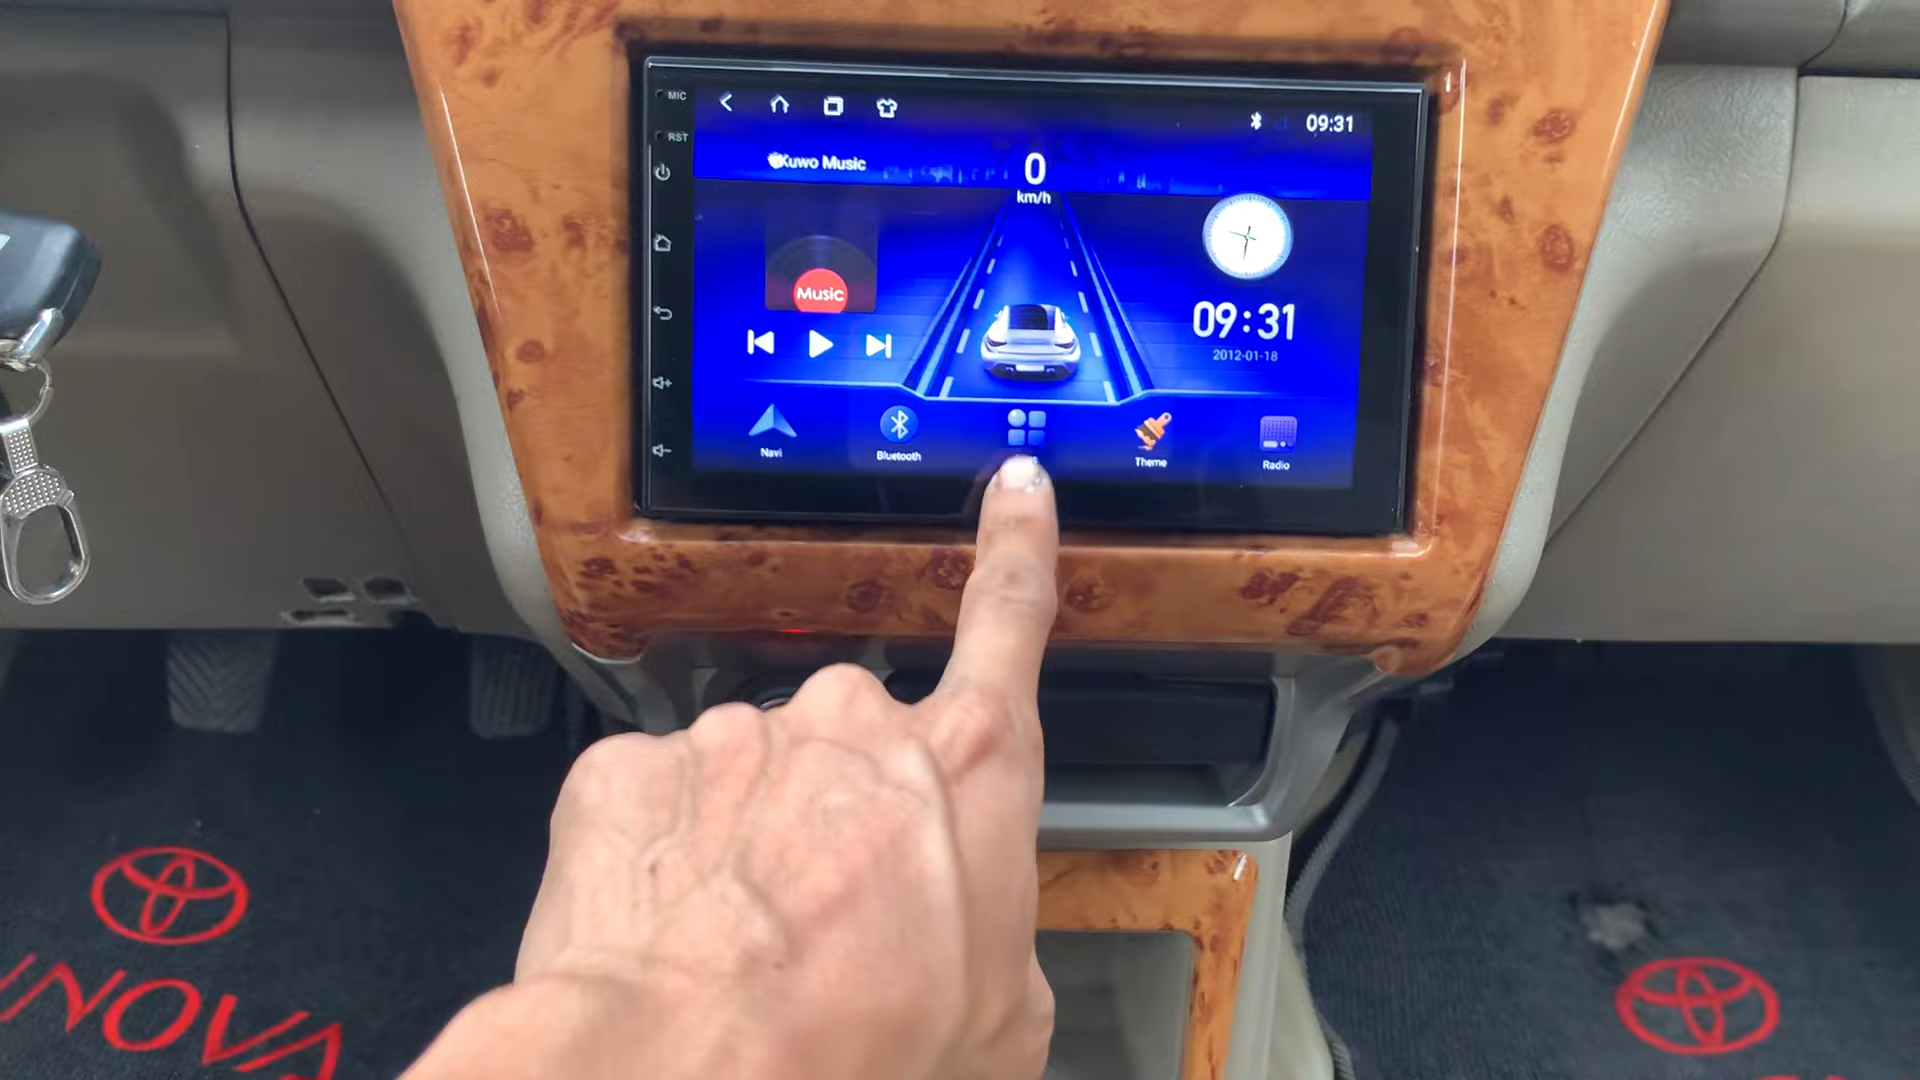 MIC
RST
09:31
Kuwo Music
0
km/h
Music
09:31
2012-01-18
Navi
Bluetooth
Theme
Radio
INOVA